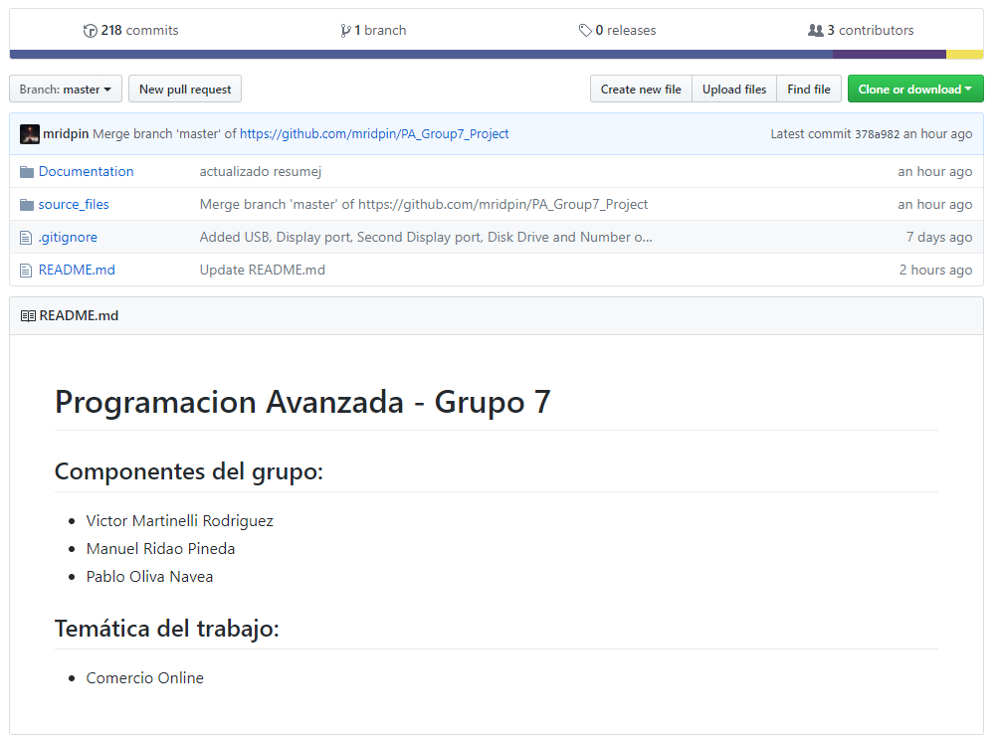 218 commits 1 branch 0 releases 3 contributors
Branch: master New pull request Create new file Upload files Find file Clone or download
mridpin Merge branch 'master' of https://github.com/mridpin/PA_Group7_Project Latest commit 378a982 an hour ago
Documentation actualizado resumej an hour ago
source_files Merge branch 'master' of https://github.com/mridpin/PA_Group7_Project an hour ago
.gitignore Added USB, Display port, Second Display port, Disk Drive and Number o... 7 days ago
README.md Update README.md 2 hours ago
README.md
Programacion Avanzada - Grupo 7
Componentes del grupo:
• Victor Martinelli Rodriguez
• Manuel Ridao Pineda
• Pablo Oliva Navea
Temática del trabajo:
• Comercio Online